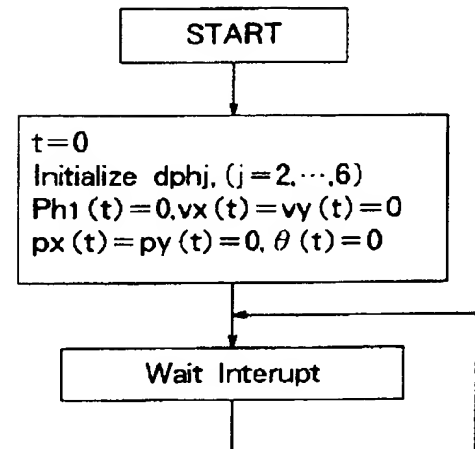 START
t=0
Initialize dphj, (j=2,⋯,6)
Ph1(t)=0,vx(t)=vy(t)=0
px(t)=py(t)=0, θ(t)=0
Wait Interupt